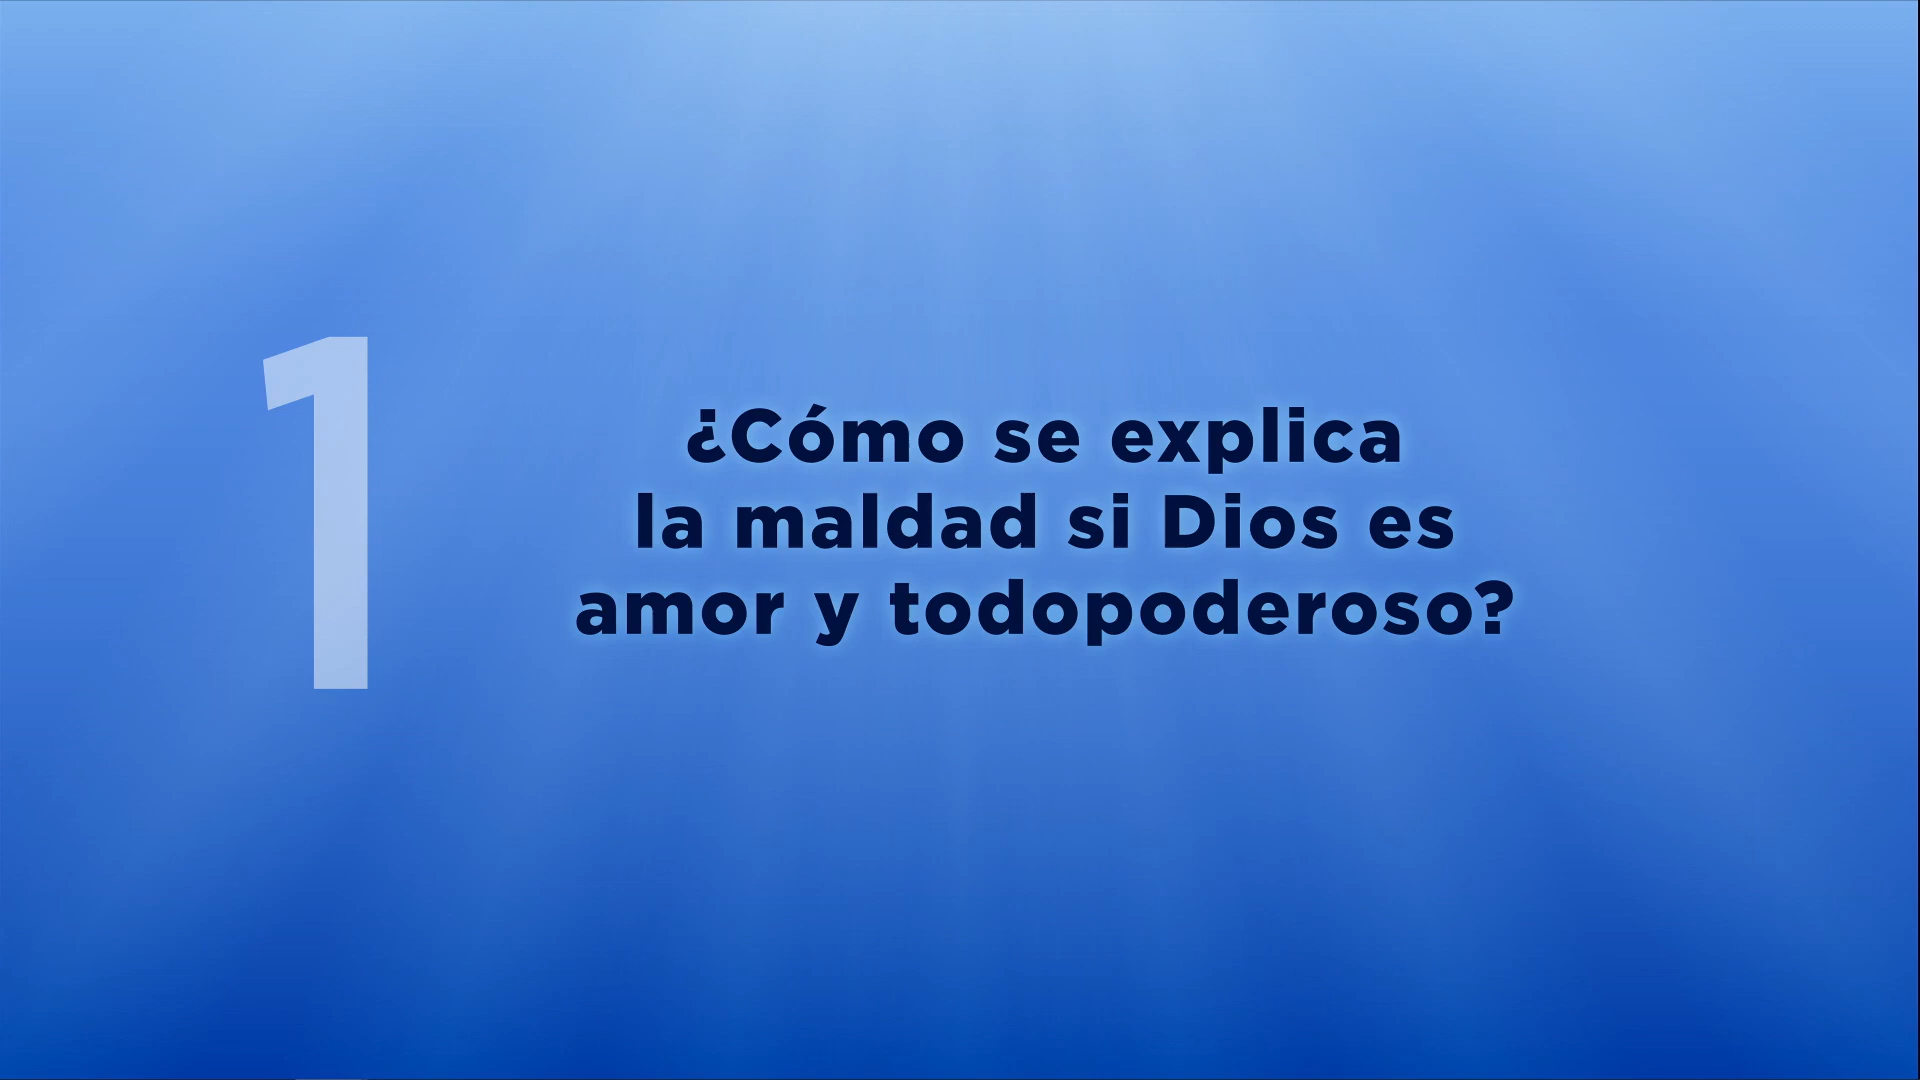 1
¿Cómo se explica
la maldad si Dios es
amor y todopoderoso?